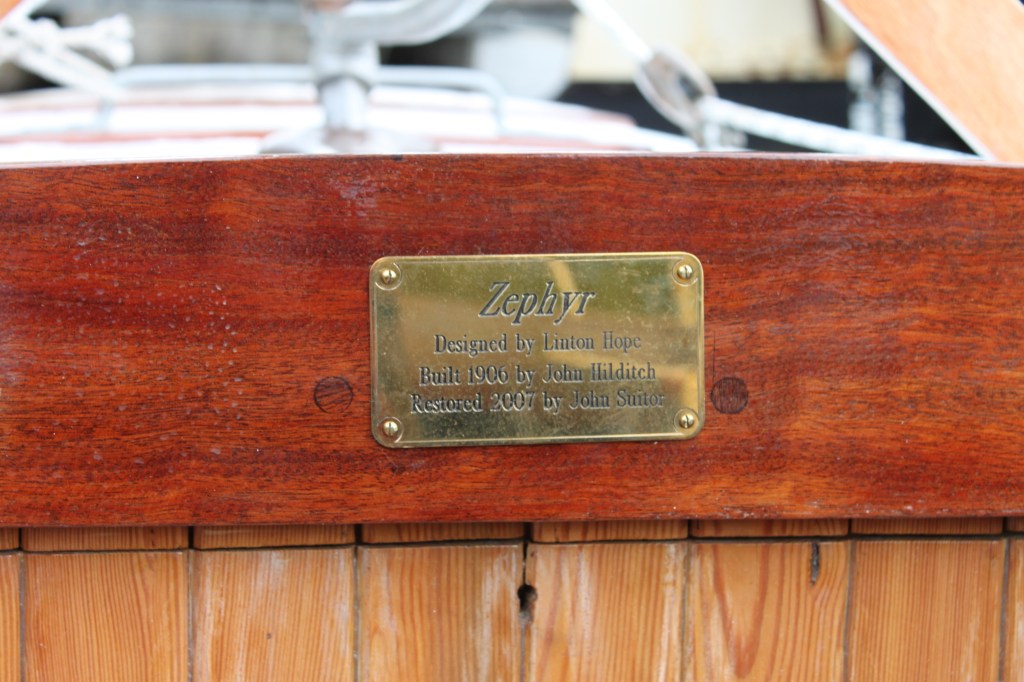 Zephyr
Designed by Linton Hope
Built 1906 by John Hilditch
Restored 2007 by John Suitor